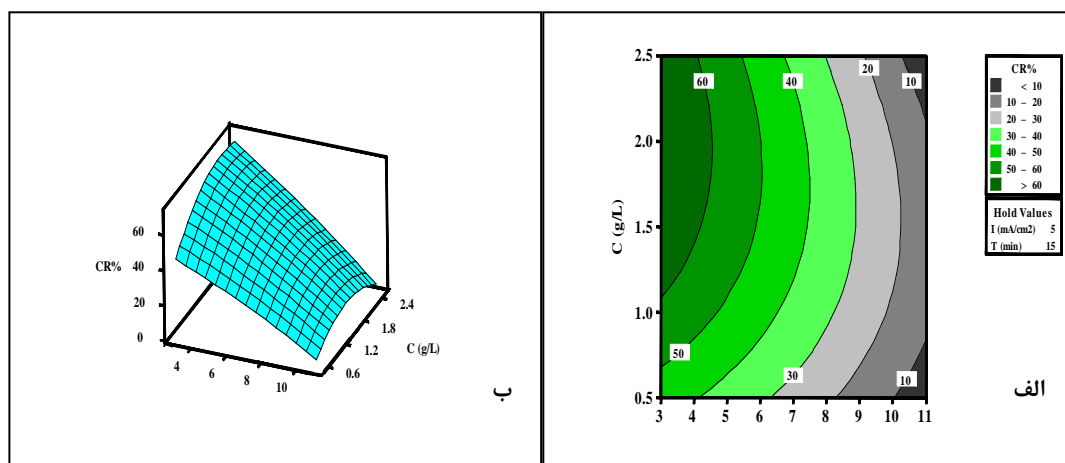 60
40
20
0
CR%
4
6
8
10
0.6
1.2
1.8
2.4
C (g/L)
ب
2.5
2.0
1.5
1.0
0.5
C (g/L)
3 4 5 6 7 8 9 10 11
60
40
20
10
50
30
10
CR%
< 10
10 – 20
20 – 30
30 – 40
40 – 50
50 – 60
> 60
Hold Values
I (mA/cm2) 5
T (min) 15
الف